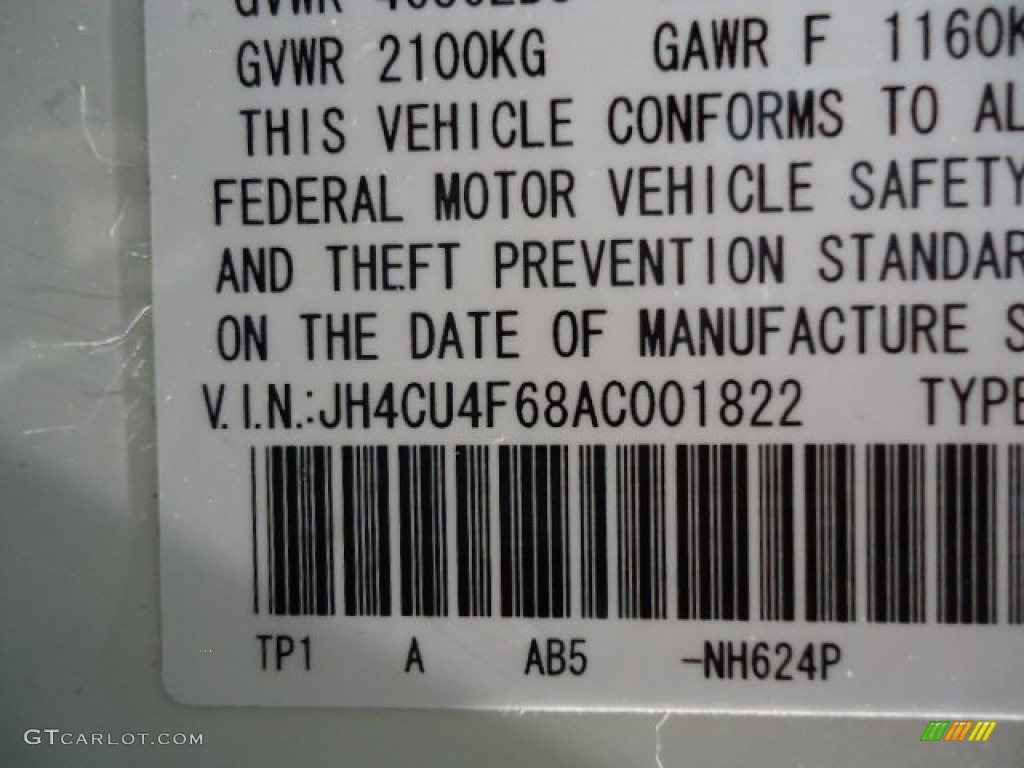 GVWR
GVWR 2100KG GAWR F 1160K
THIS VEHICLE CONFORMS TO AL
FEDERAL MOTOR VEHICLE SAFETY
AND THEFT PREVENTION STANDAR
ON THE DATE OF MANUFACTURE S
V.I.N.:JH4CU4F68AC001822 TYPE
TP1 A AB5 -NH624P
GTCARLOT.COM